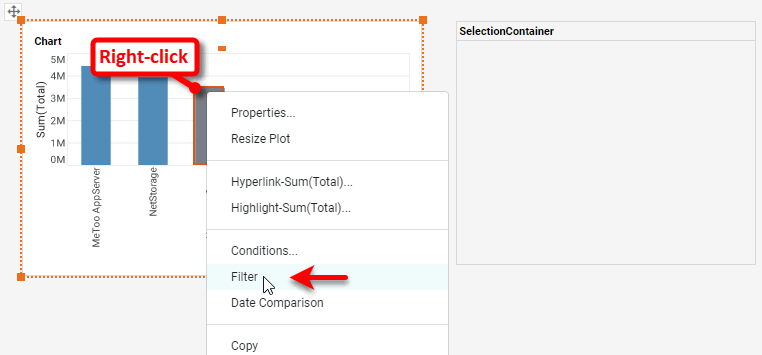 Chart
SelectionContainer
Right-click
Sum(Total)
5M
4M
3M
2M
1M
0M
MeToo AppServer
NetStorage
Properties...
Resize Plot
Hyperlink-Sum(Total)...
Highlight-Sum(Total)...
Conditions...
Filter
Date Comparison
Copy